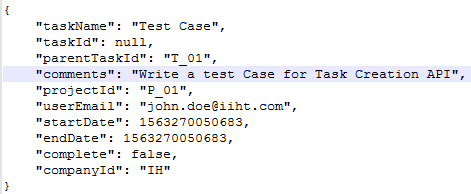 {
"taskName": "Test Case",
"taskId": null,
"parentTaskId": "T_01",
"comments": "Write a test Case for Task Creation API",
"projectId": "P_01",
"userEmail": "john.doe@iiht.com",
"startDate": 1563270050683,
"endDate": 1563270050683,
"complete": false,
"companyId": "IH"
}